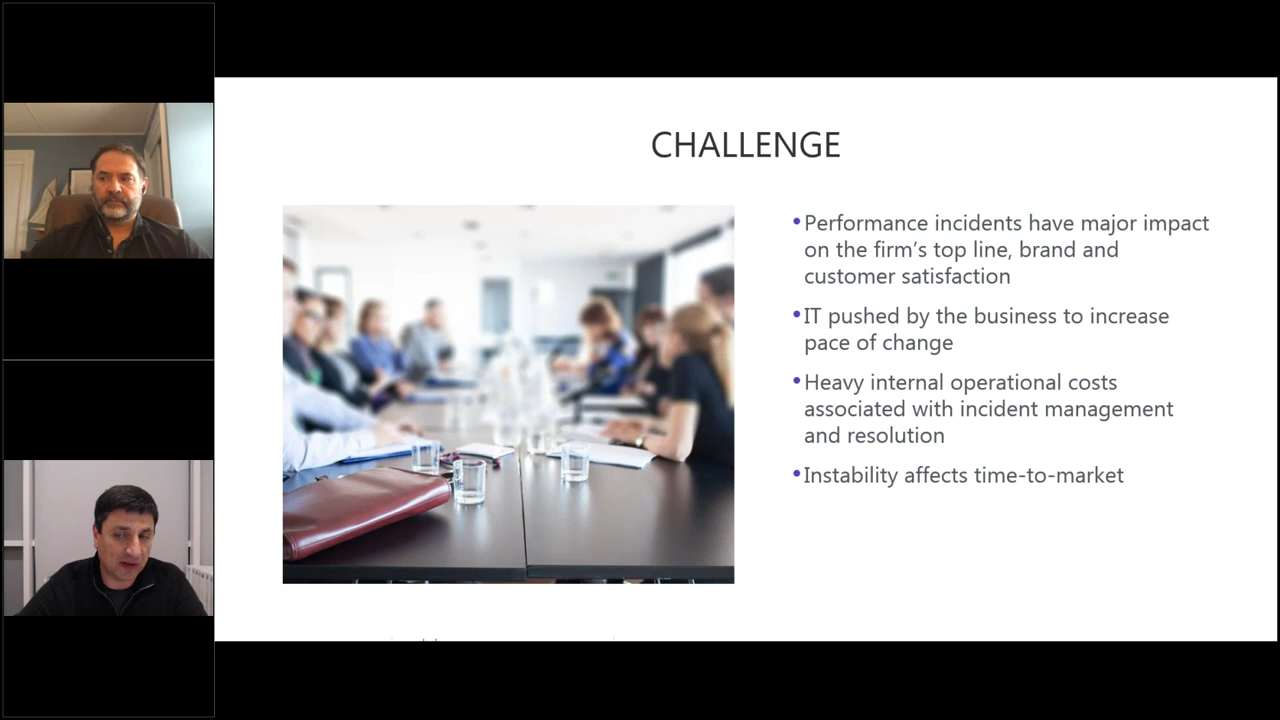 CHALLENGE
•Performance incidents have major impact
on the firm’s top line, brand and
customer satisfaction
•IT pushed by the business to increase
pace of change
•Heavy internal operational costs
associated with incident management
and resolution
•Instability affects time-to-market